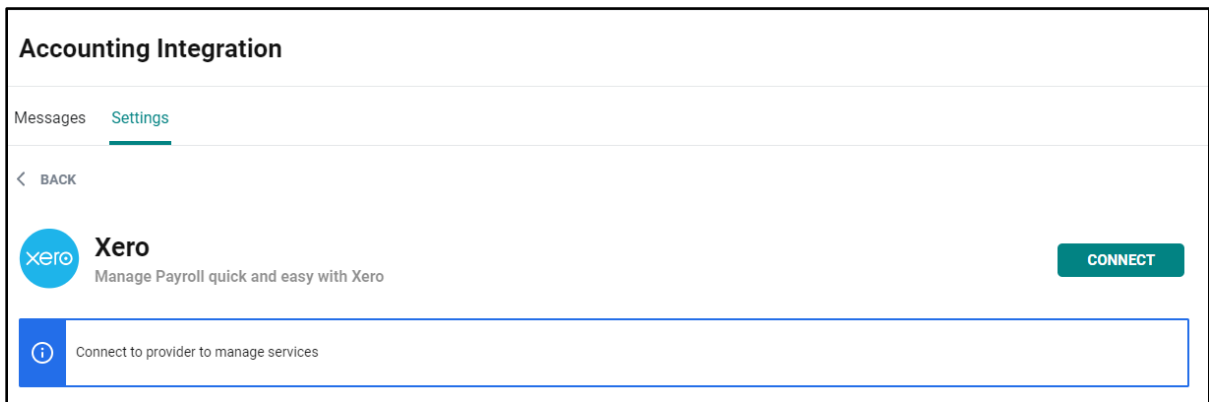 Accounting Integration
Messages Settings
BACK
xero
Xero
Manage Payroll quick and easy with Xero
CONNECT
Connect to provider to manage services